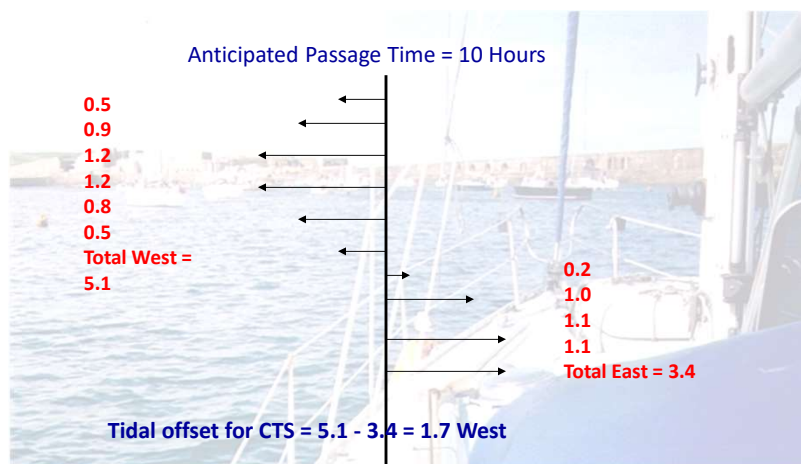 Anticipated Passage Time = 10 Hours
0.5
0.9
1.2
1.2
0.8
0.5
Total West =
5.1
0.2
1.0
1.1
1.1
Total East = 3.4
Tidal offset for CTS = 5.1 - 3.4 = 1.7 West